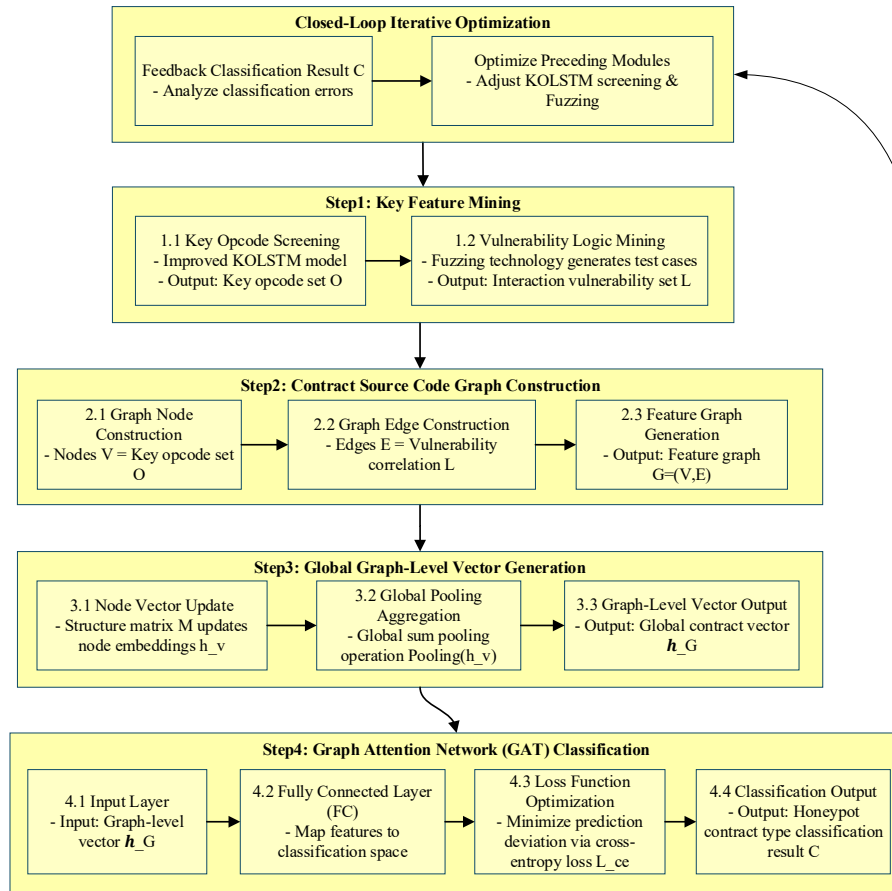 Closed-Loop Iterative Optimization
Feedback Classification Result C
- Analyze classification errors
Optimize Preceding Modules
- Adjust KOLSTM screening &
Fuzzing
Step1: Key Feature Mining
1.1 Key Opcode Screening
- Improved KOLSTM model
- Output: Key opcode set O
1.2 Vulnerability Logic Mining
- Fuzzing technology generates test cases
- Output: Interaction vulnerability set L
Step2: Contract Source Code Graph Construction
2.1 Graph Node
Construction
- Nodes V = Key opcode set
O
2.2 Graph Edge Construction
- Edges E = Vulnerability
correlation L
2.3 Feature Graph
Generation
- Output: Feature graph
G=(V,E)
Step3: Global Graph-Level Vector Generation
3.1 Node Vector Update
- Structure matrix M updates
node embeddings h_v
3.2 Global Pooling
Aggregation
- Global sum pooling
operation Pooling(h_v)
3.3 Graph-Level Vector Output
- Output: Global contract vector
h_G
Step4: Graph Attention Network (GAT) Classification
4.1 Input Layer
- Input: Graph-level
vector h_G
4.2 Fully Connected Layer
(FC)
- Map features to
classification space
4.3 Loss Function
Optimization
- Minimize prediction
deviation via cross-
entropy loss L_ce
4.4 Classification Output
- Output: Honeypot
contract type classification
result C